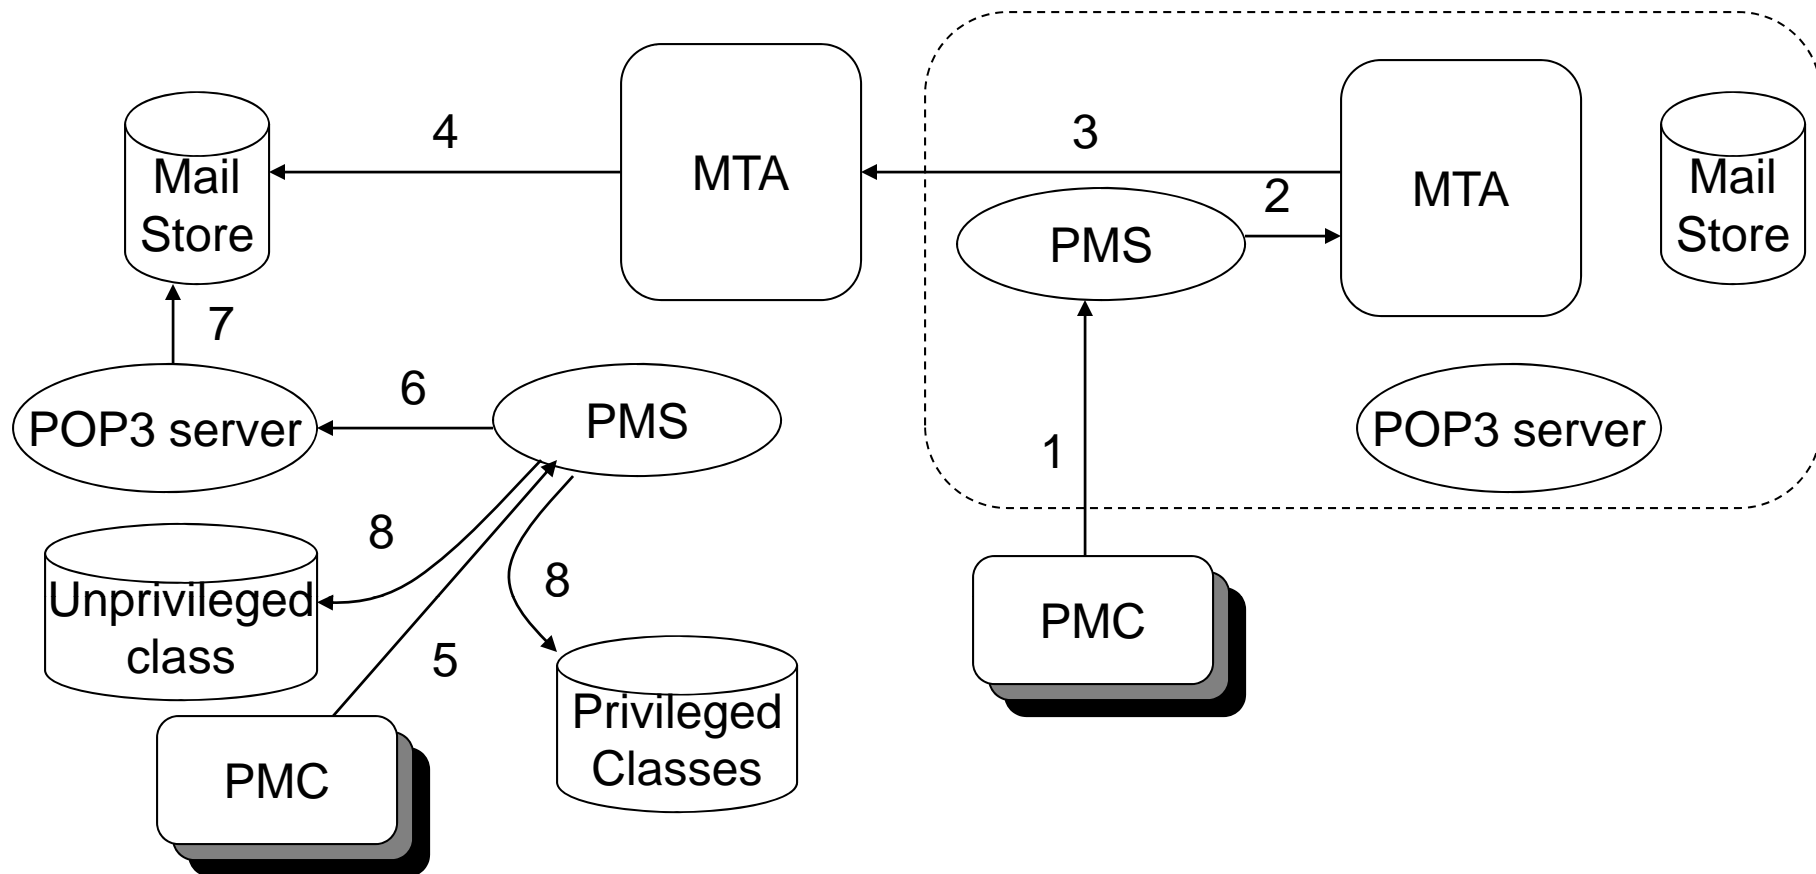 4
3
MTA
Mail
Store
2
MTA
Mail
Store
PMS
7
6
POP3 server
PMS
1
POP3 server
8
8
Unprivileged
class
5
PMC
Privileged
Classes
PMC